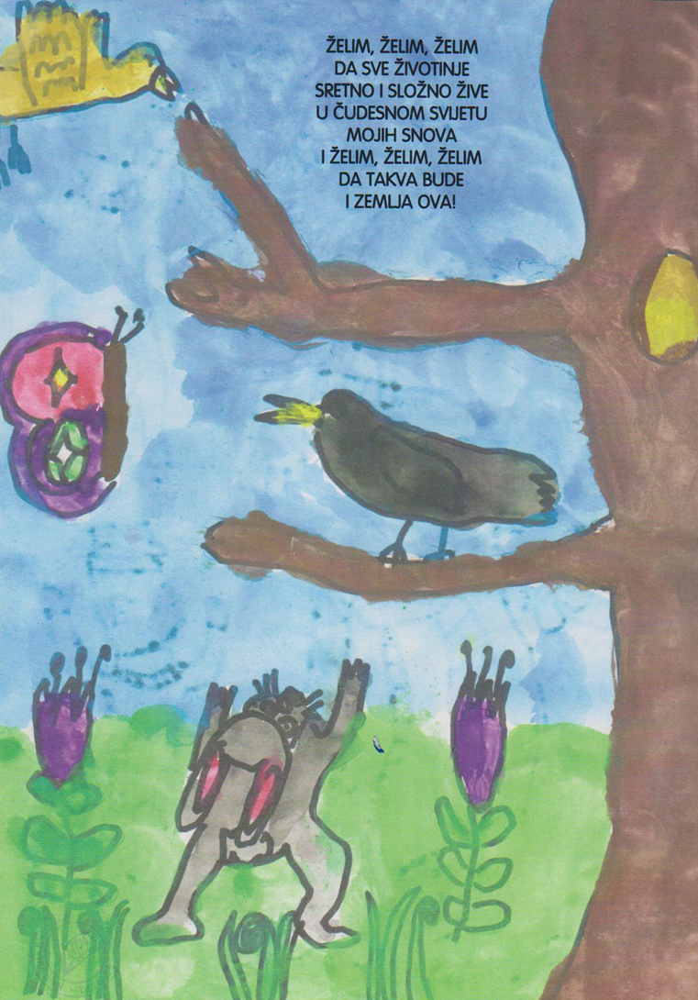 ŽELIM, ŽELIM, ŽELIM
DA SVE ŽIVOTINJE
SRETNO I SLOŽNO ŽIVE
U ČUDESNOM SVIJETU
MOJIH SNOVA
I ŽELIM, ŽELIM, ŽELIM
DA TAKVA BUDE
I ZEMLJA OVA!